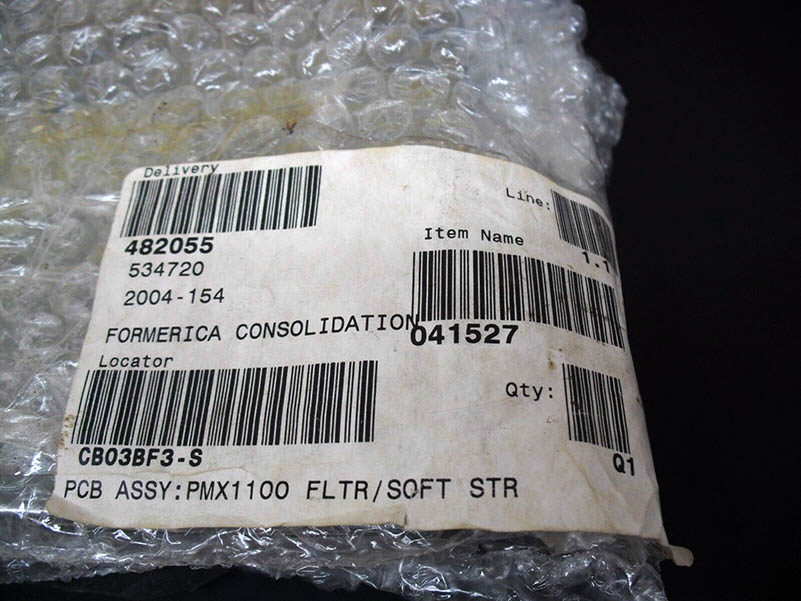 Delivery
482055
534720
2004-154
FORMERICA CONSOLIDATION
Line:
1.1
Item Name
041527
Locator
CB03BF3-S
Qty:
Q1
PCB ASSY:PMX1100 FLTR/SOFT STR